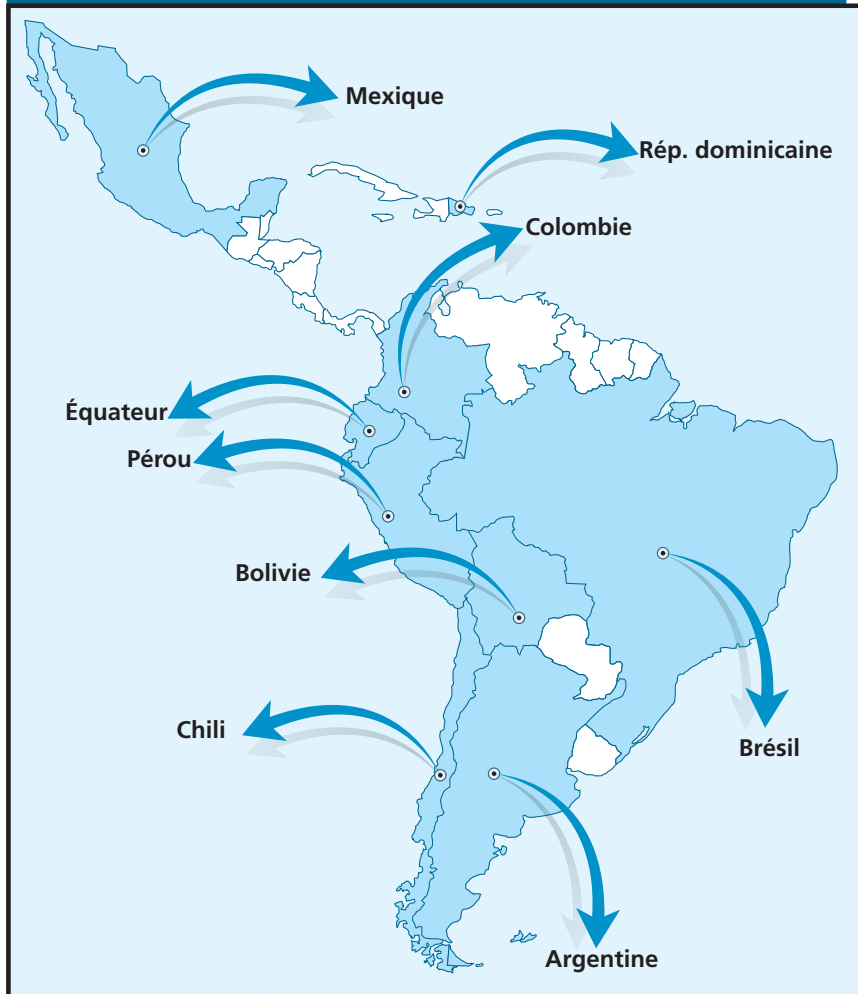 Mexique
Rép. dominicaine
Colombie
Équateur
Pérou
Bolivie
Chili
Brésil
Argentine